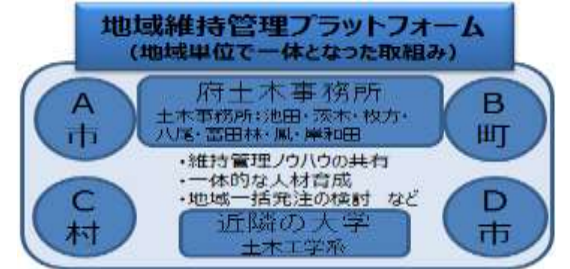 地域維持管理プラットフォーム
(地域単位で一体となった取組み)
A
市
府土木事務所
土木事務所:池田・茨木・枚方・
八尾・富田林・鳳・岸和田
B
町
・維持管理ノウハウの共有
・一体的な人材育成
・地域一括発注の検討 など
C
村
近隣の大学
土木工学系
D
市